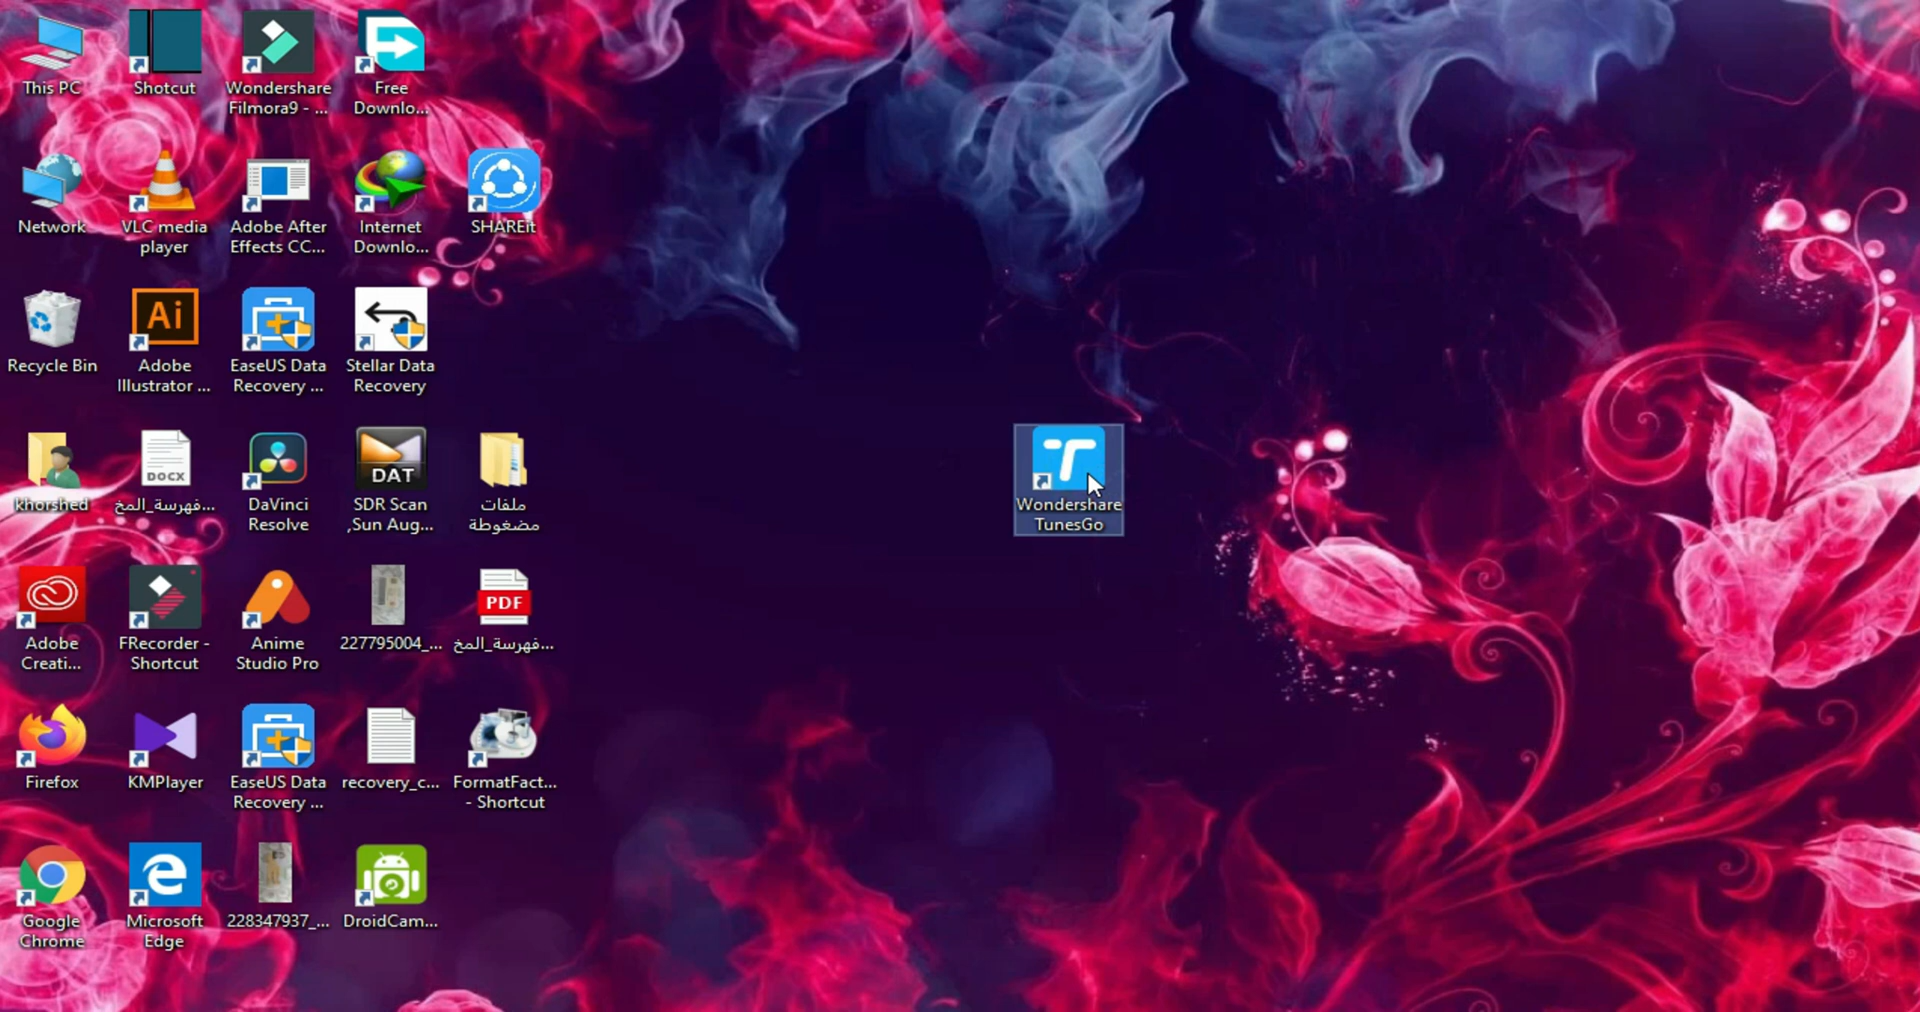 This PC
Shotcut
Wondershare
Filmora9 - ...
Free
Downlo...
Network
VLC media
player
Adobe After
Effects CC...
Internet
Downlo...
SHAREit
Recycle Bin
Ai
Adobe
Illustrator ...
EaseUS Data
Recovery ...
Stellar Data
Recovery
khorshed
DOCX
فهرسة_المخ...
DaVinci
Resolve
DAT
SDR Scan
,Sun Aug...
ملفات
مضغوطة
Wondershare
TunesGo
Adobe
Creati...
FRecorder -
Shortcut
Anime
Studio Pro
227795004_...
PDF
فهرسة_المخ...
Firefox
KMPlayer
EaseUS Data
Recovery ...
recovery_c...
FormatFact...
- Shortcut
Google
Chrome
Microsoft
Edge
228347937_...
DroidCam...